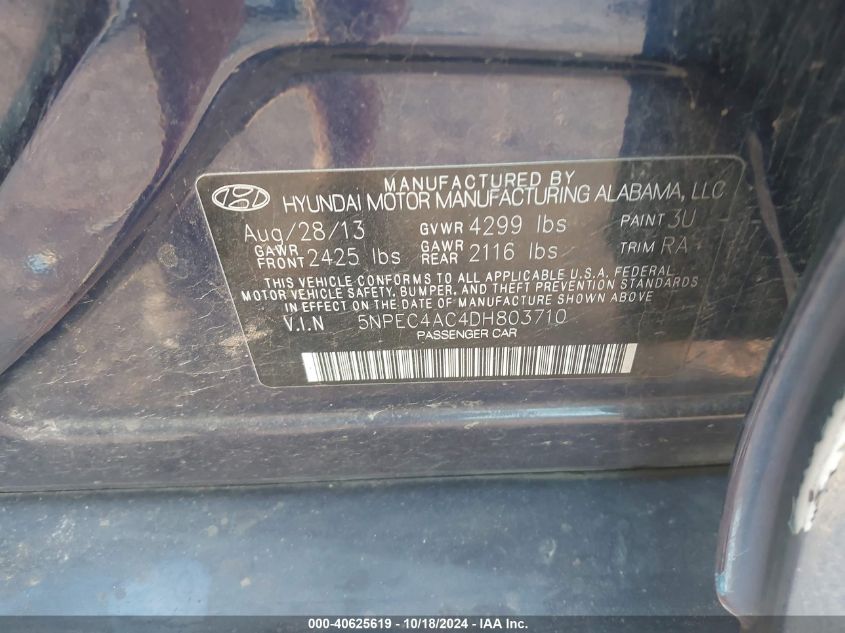 MANUFACTURED BY
HYUNDAI MOTOR MANUFACTURING ALABAMA, LLC
Aug/28/13 GVWR 4299 lbs PAINT 3U
GAWR FRONT 2425 lbs GAWR REAR 2116 lbs TRIM RA
THIS VEHICLE CONFORMS TO ALL APPLICABLE U.S.A. FEDERAL
MOTOR VEHICLE SAFETY, BUMPER, AND THEFT PREVENTION STANDARDS
IN EFFECT ON THE DATE OF MANUFACTURE SHOWN ABOVE
V.I.N 5NPEC4AC4DH803710
PASSENGER CAR
000-40625619 - 10/18/2024 - IAA Inc.